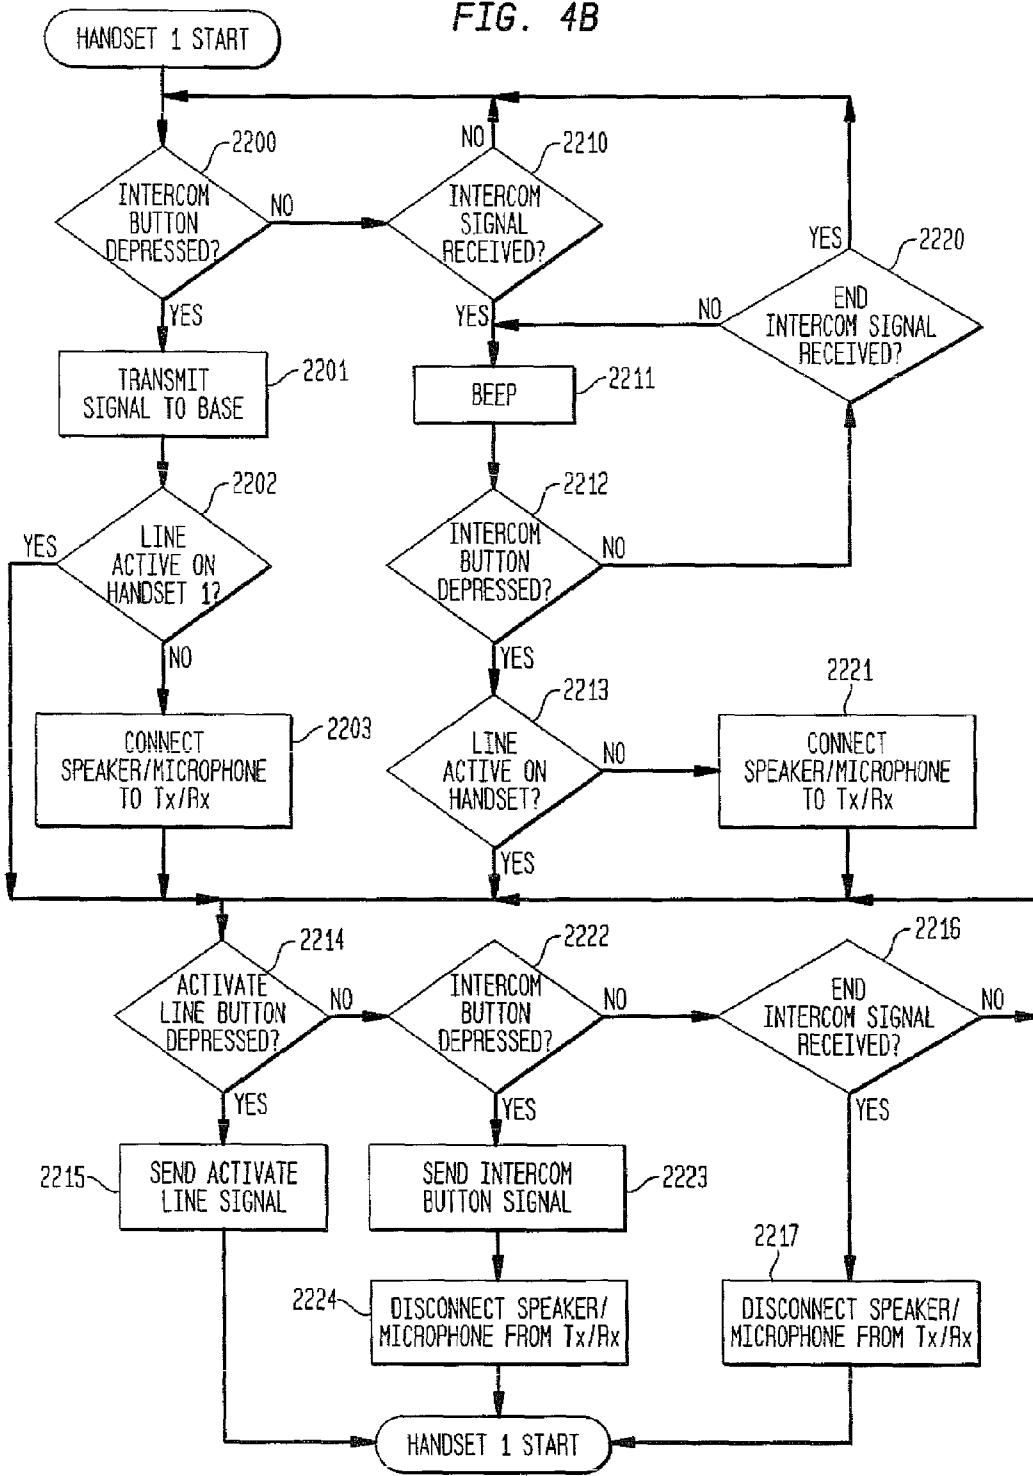 FIG. 4B
HANDSET 1 START
2200
INTERCOM
BUTTON
DEPRESSED?
NO
YES
2210
NO
INTERCOM
SIGNAL
RECEIVED?
YES
2220
YES
END
INTERCOM SIGNAL
RECEIVED?
NO
2201
TRANSMIT
SIGNAL TO BASE
2211
BEEP
2202
LINE
ACTIVE ON
HANDSET 1?
YES
NO
2212
INTERCOM
BUTTON
DEPRESSED?
NO
YES
2203
CONNECT
SPEAKER/MICROPHONE
TO Tx/Rx
2213
LINE
ACTIVE ON
HANDSET?
NO
YES
2221
CONNECT
SPEAKER/MICROPHONE
TO Tx/Rx
2214
ACTIVATE
LINE BUTTON
DEPRESSED?
NO
YES
2222
INTERCOM
BUTTON
DEPRESSED?
NO
YES
2216
END
INTERCOM SIGNAL
RECEIVED?
NO
YES
2215
SEND ACTIVATE
LINE SIGNAL
2223
SEND INTERCOM
BUTTON SIGNAL
2224
DISCONNECT SPEAKER/
MICROPHONE FROM Tx/Rx
2217
DISCONNECT SPEAKER/
MICROPHONE FROM Tx/Rx
HANDSET 1 START